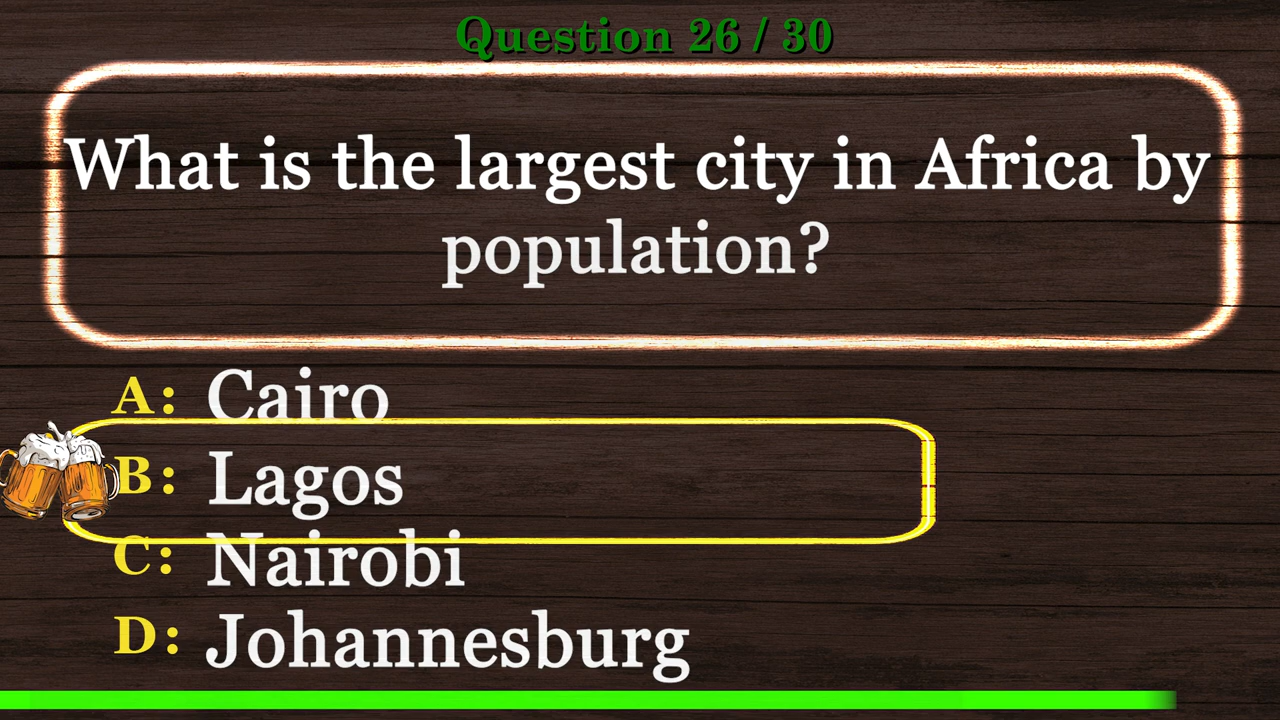 Question 26 / 30
What is the largest city in Africa by
population?
A: Cairo
B: Lagos
C: Nairobi
D: Johannesburg